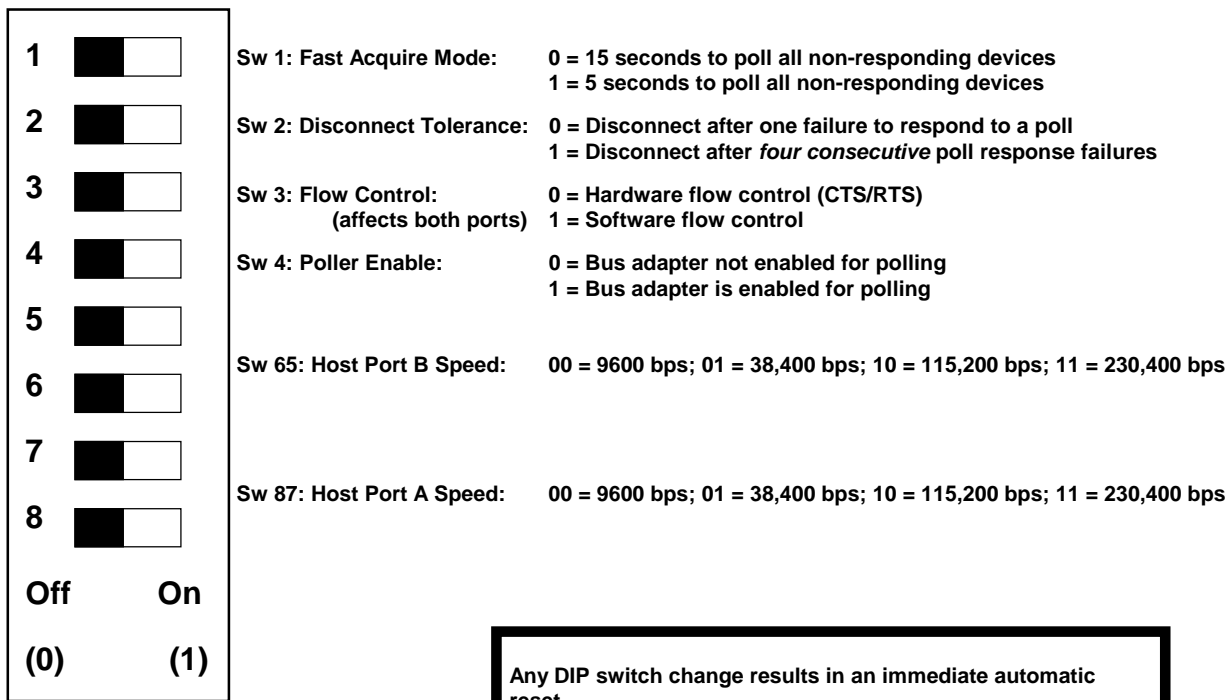 1
Sw 1: Fast Acquire Mode: 0 = 15 seconds to poll all non-responding devices
1 = 5 seconds to poll all non-responding devices
2
Sw 2: Disconnect Tolerance: 0 = Disconnect after one failure to respond to a poll
1 = Disconnect after four consecutive poll response failures
3
Sw 3: Flow Control: 0 = Hardware flow control (CTS/RTS)
(affects both ports) 1 = Software flow control
4
Sw 4: Poller Enable: 0 = Bus adapter not enabled for polling
1 = Bus adapter is enabled for polling
5
Sw 65: Host Port B Speed: 00 = 9600 bps; 01 = 38,400 bps; 10 = 115,200 bps; 11 = 230,400 bps
6
7
Sw 87: Host Port A Speed: 00 = 9600 bps; 01 = 38,400 bps; 10 = 115,200 bps; 11 = 230,400 bps
8
Off On
(0) (1)
Any DIP switch change results in an immediate automatic
reset